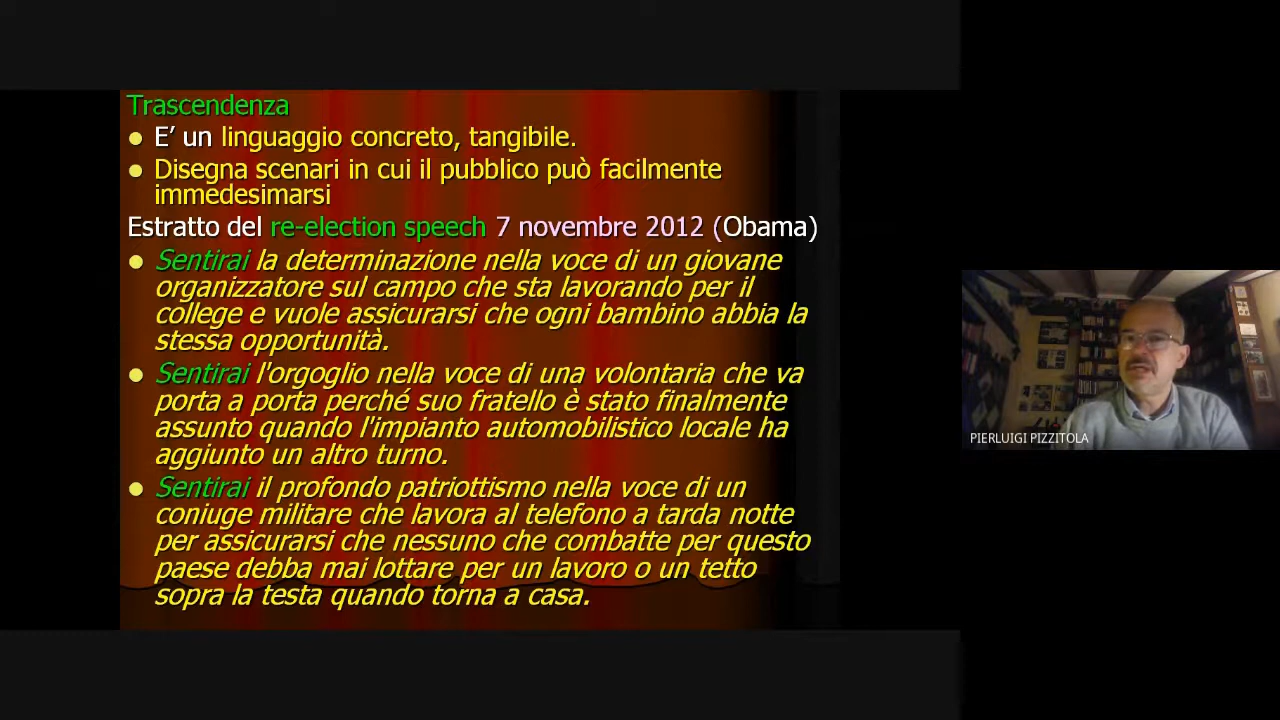 Trascendenza
E' un linguaggio concreto, tangibile.
Disegna scenari in cui il pubblico può facilmente
immedesimarsi
Estratto del re-election speech 7 novembre 2012 (Obama)
Sentirai la determinazione nella voce di un giovane
organizzatore sul campo che sta lavorando per il
college e vuole assicurarsi che ogni bambino abbia la
stessa opportunità.
Sentirai l'orgoglio nella voce di una volontaria che va
porta a porta perché suo fratello è stato finalmente
assunto quando l'impianto automobilistico locale ha
aggiunto un altro turno.
Sentirai il profondo patriottismo nella voce di un
coniuge militare che lavora al telefono a tarda notte
per assicurarsi che nessuno che combatte per questo
paese debba mai lottare per un lavoro o un tetto
sopra la testa quando torna a casa.
PIERLUIGI PIZZITOLA